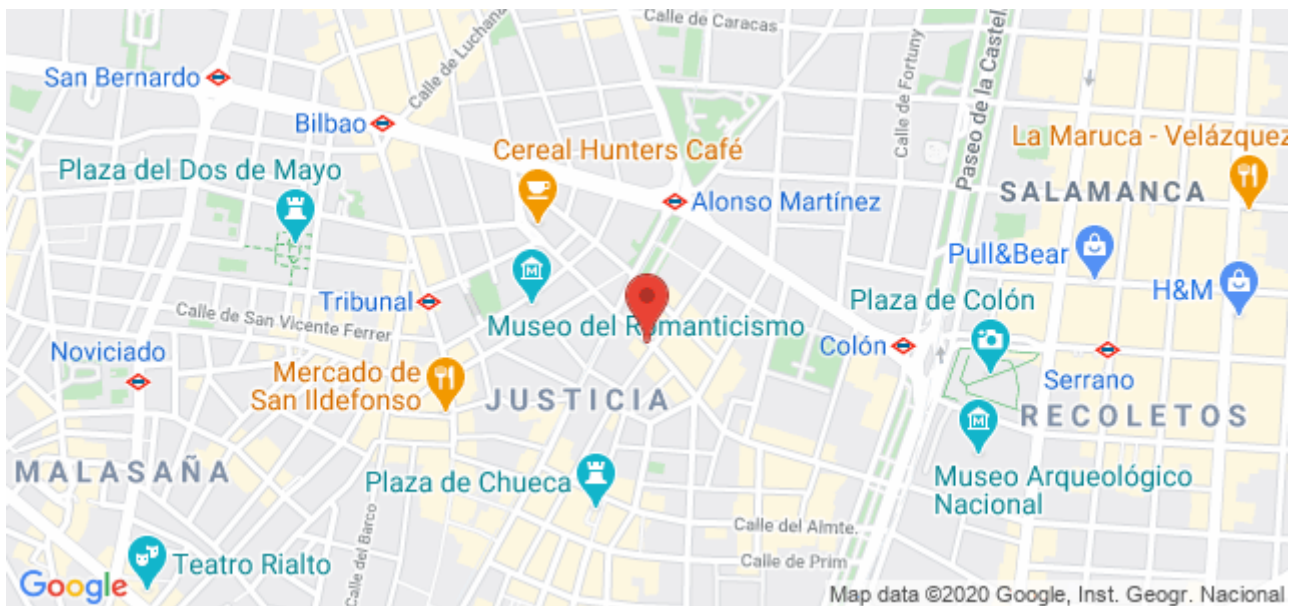 Calle de Caracas
Calle de Luchana
Calle de Fortuny
Paseo de la Castel
San Bernardo
Bilbao
Cereal Hunters Café
La Maruca - Velázquez
Plaza del Dos de Mayo
SALAMANCA
Alonso Martínez
Pull&Bear
H&M
Tribunal
Calle de San Vicente Ferrer
Museo del Romanticismo
Plaza de Colón
Colón
Noviciado
Serrano
Mercado de
San Ildefonso
JUSTICIA
RECOLETOS
MALASAÑA
Plaza de Chueca
Museo Arqueológico
Nacional
Calle del Barco
Calle del Almte.
Calle de Prim
Teatro Rialto
Google
Map data ©2020 Google, Inst. Geogr. Nacional